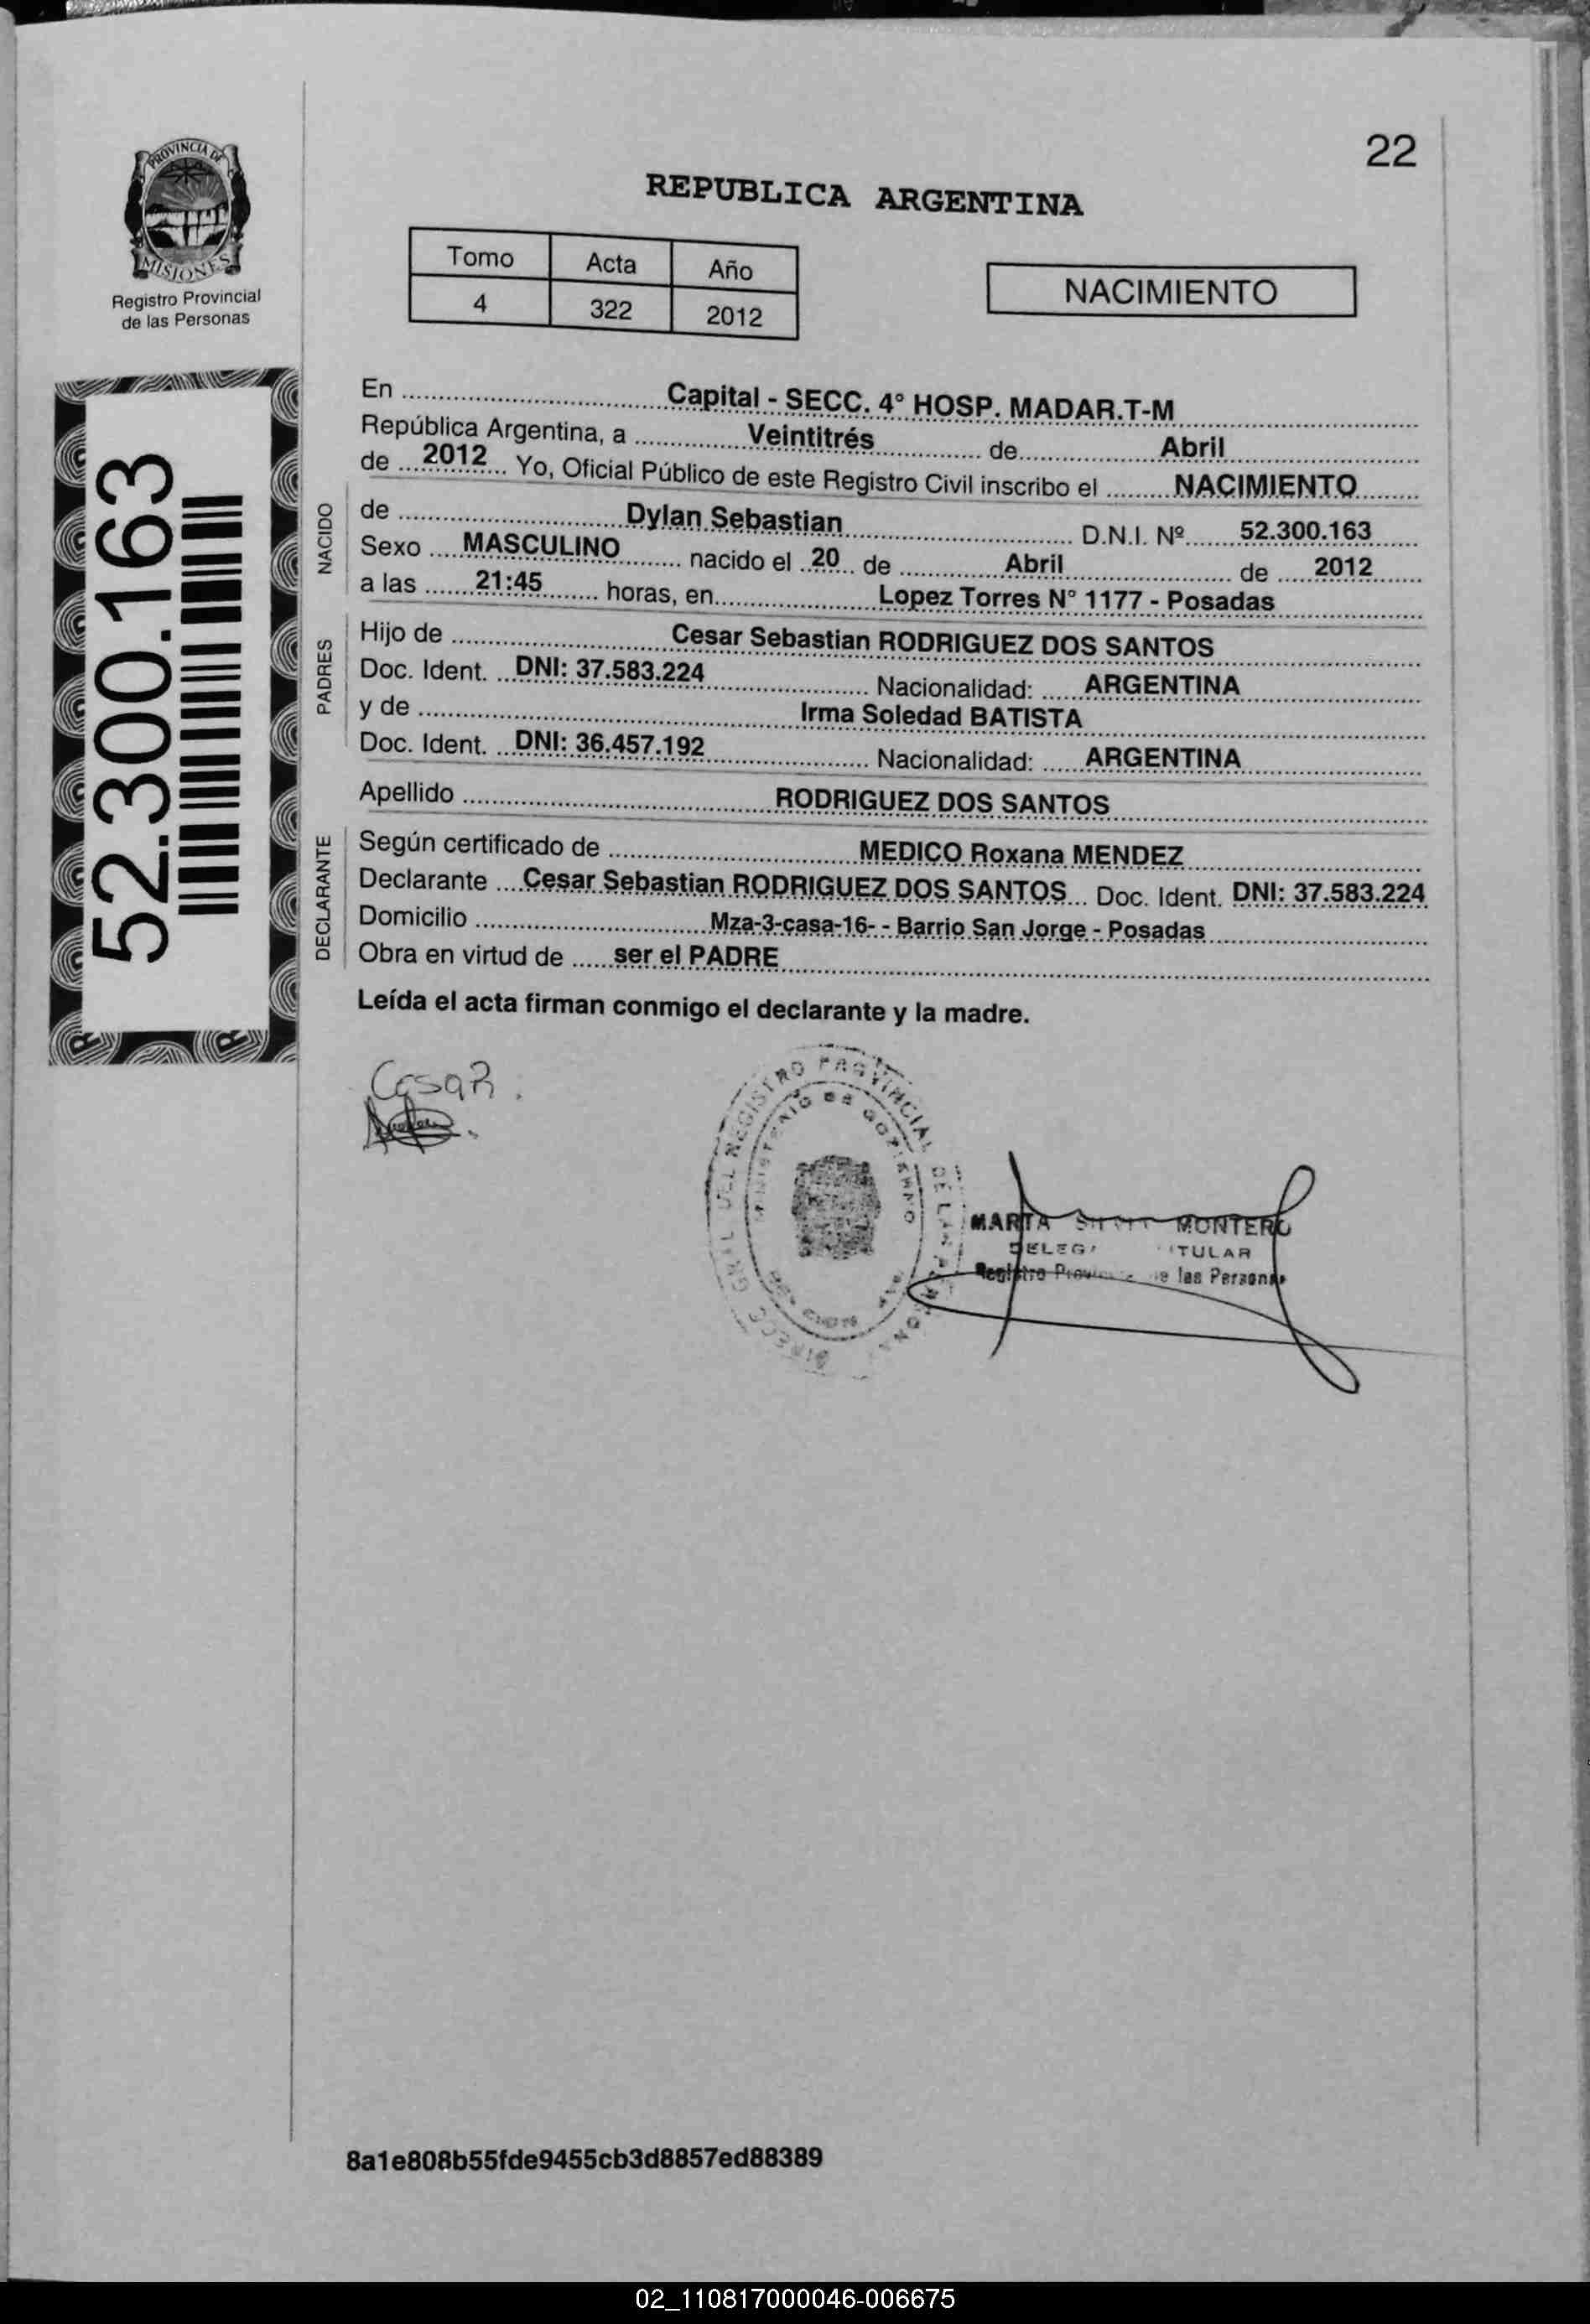 22
PROVINCIA DE
MISIONES
Registro Provincial
de las Personas
REPUBLICA ARGENTINA
Tomo Acta Año
4 322 2012
NACIMIENTO
52.300.163
En Capital - SECC. 4° HOSP. MADAR.T-M
República Argentina, a Veintitrés de Abril
de 2012 Yo, Oficial Público de este Registro Civil inscribo el NACIMIENTO
NACIDO
de Dylan Sebastian D.N.I. Nº 52.300.163
Sexo MASCULINO nacido el 20 de Abril de 2012
a las 21:45 horas, en Lopez Torres N° 1177 - Posadas
PADRES
Hijo de Cesar Sebastian RODRIGUEZ DOS SANTOS
Doc. Ident. DNI: 37.583.224 Nacionalidad: ARGENTINA
y de Irma Soledad BATISTA
Doc. Ident. DNI: 36.457.192 Nacionalidad: ARGENTINA
Apellido RODRIGUEZ DOS SANTOS
DECLARANTE
Según certificado de MEDICO Roxana MENDEZ
Declarante Cesar Sebastian RODRIGUEZ DOS SANTOS Doc. Ident. DNI: 37.583.224
Domicilio Mza-3-casa-16- - Barrio San Jorge - Posadas
Obra en virtud de ser el PADRE
Leída el acta firman conmigo el declarante y la madre.
REGISTRO PROVINCIAL DE LAS
MINISTERIO DE GOBIERNO
MARTA MONTERO
Registro de las
8a1e808b55fde9455cb3d8857ed88389
02_110817000046-006675